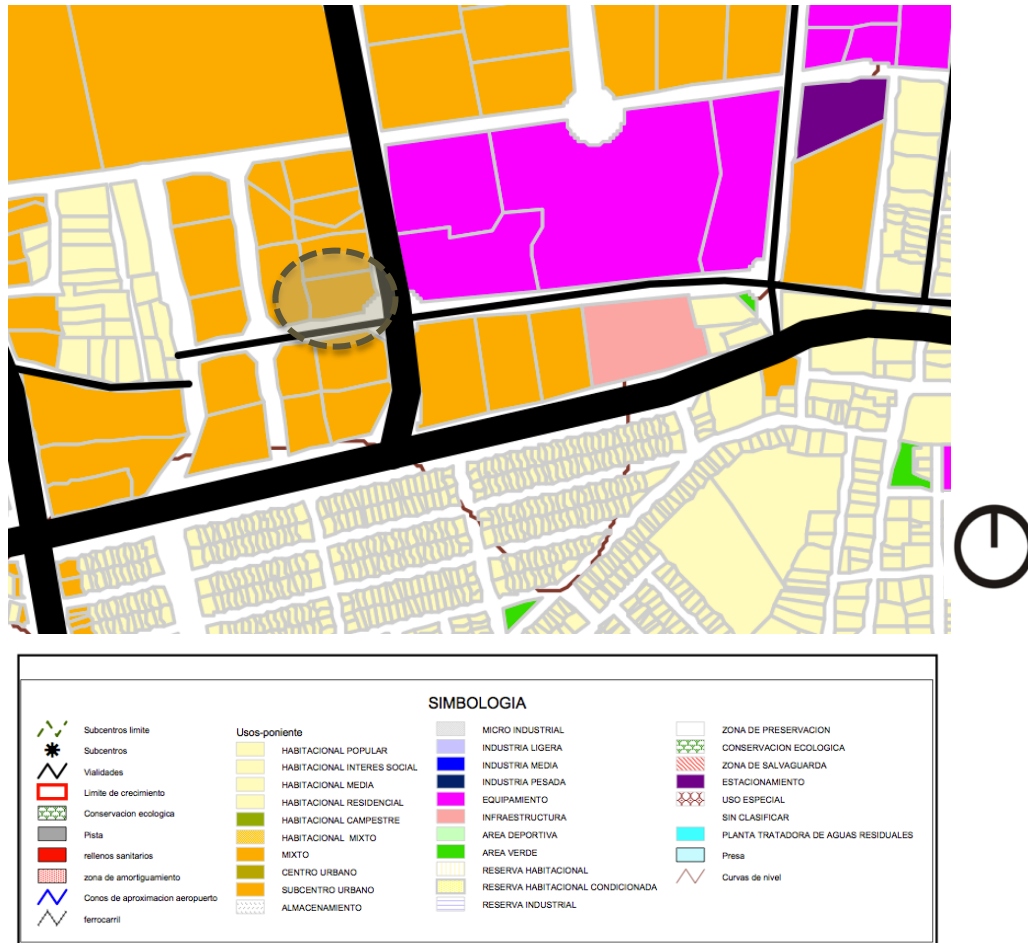 SIMBOLOGIA
Subcentros limite
Subcentros
Vialidades
Limite de crecimiento
Conservacion ecologica
Pista
rellenos sanitarios
zona de amortiguamiento
Conos de aproximacion aeropuerto
ferrocarril
Usos-poniente
HABITACIONAL POPULAR
HABITACIONAL INTERES SOCIAL
HABITACIONAL MEDIA
HABITACIONAL RESIDENCIAL
HABITACIONAL CAMPESTRE
HABITACIONAL MIXTO
MIXTO
CENTRO URBANO
SUBCENTRO URBANO
ALMACENAMIENTO
MICRO INDUSTRIAL
INDUSTRIA LIGERA
INDUSTRIA MEDIA
INDUSTRIA PESADA
EQUIPAMIENTO
INFRAESTRUCTURA
AREA DEPORTIVA
AREA VERDE
RESERVA HABITACIONAL
RESERVA HABITACIONAL CONDICIONADA
RESERVA INDUSTRIAL
ZONA DE PRESERVACION
CONSERVACION ECOLOGICA
ZONA DE SALVAGUARDA
ESTACIONAMIENTO
USO ESPECIAL
SIN CLASIFICAR
PLANTA TRATADORA DE AGUAS RESIDUALES
Presa
Curvas de nivel